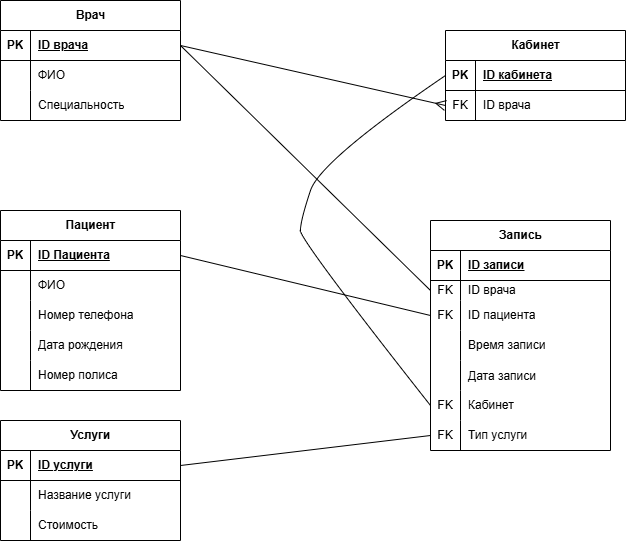 Врач
PK ID врача
ФИО
Специальность
Кабинет
PK ID кабинета
FK ID врача
Пациент
PK ID Пациента
ФИО
Номер телефона
Дата рождения
Номер полиса
Запись
PK ID записи
FK ID врача
FK ID пациента
Время записи
Дата записи
FK Кабинет
FK Тип услуги
Услуги
PK ID услуги
Название услуги
Стоимость